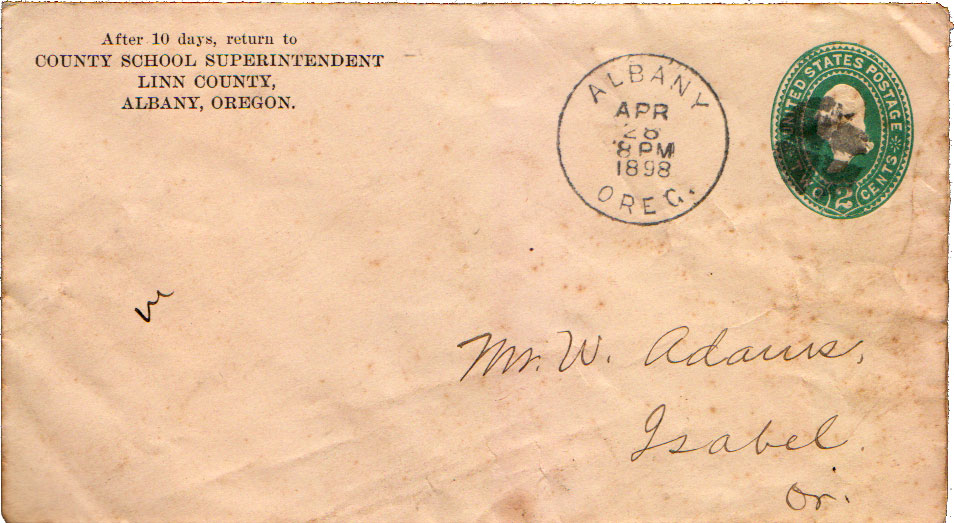 After 10 days, return to
COUNTY SCHOOL SUPERINTENDENT
LINN COUNTY,
ALBANY, OREGON.
ALBANY
APR
28
8 PM
1898
OREG.
UNITED STATES POSTAGE
2 CENTS
Mr. W. Adams,
Isabel.
Or.